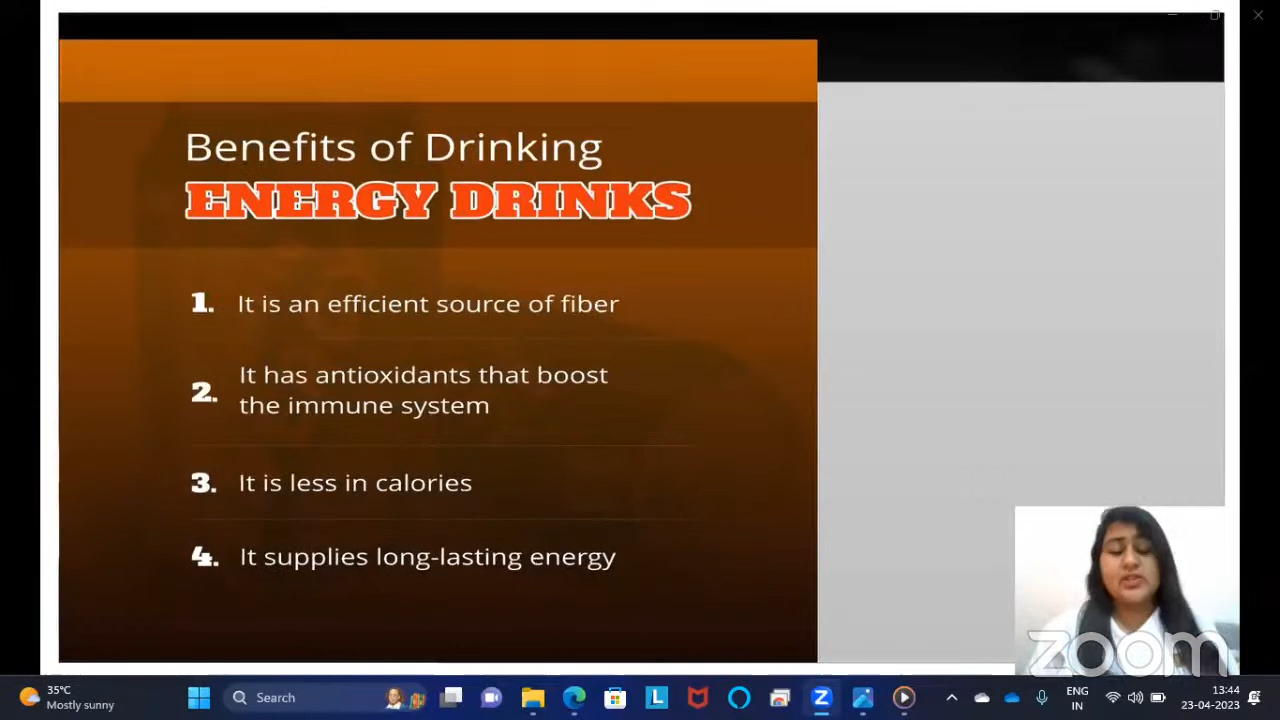 Benefits of Drinking
ENERGY DRINKS
1. It is an efficient source of fiber
2. It has antioxidants that boost
the immune system
3. It is less in calories
4. It supplies long-lasting energy
zoom
35°C
Mostly sunny
Search
L
Z
ENG
IN
13:44
23-04-2023